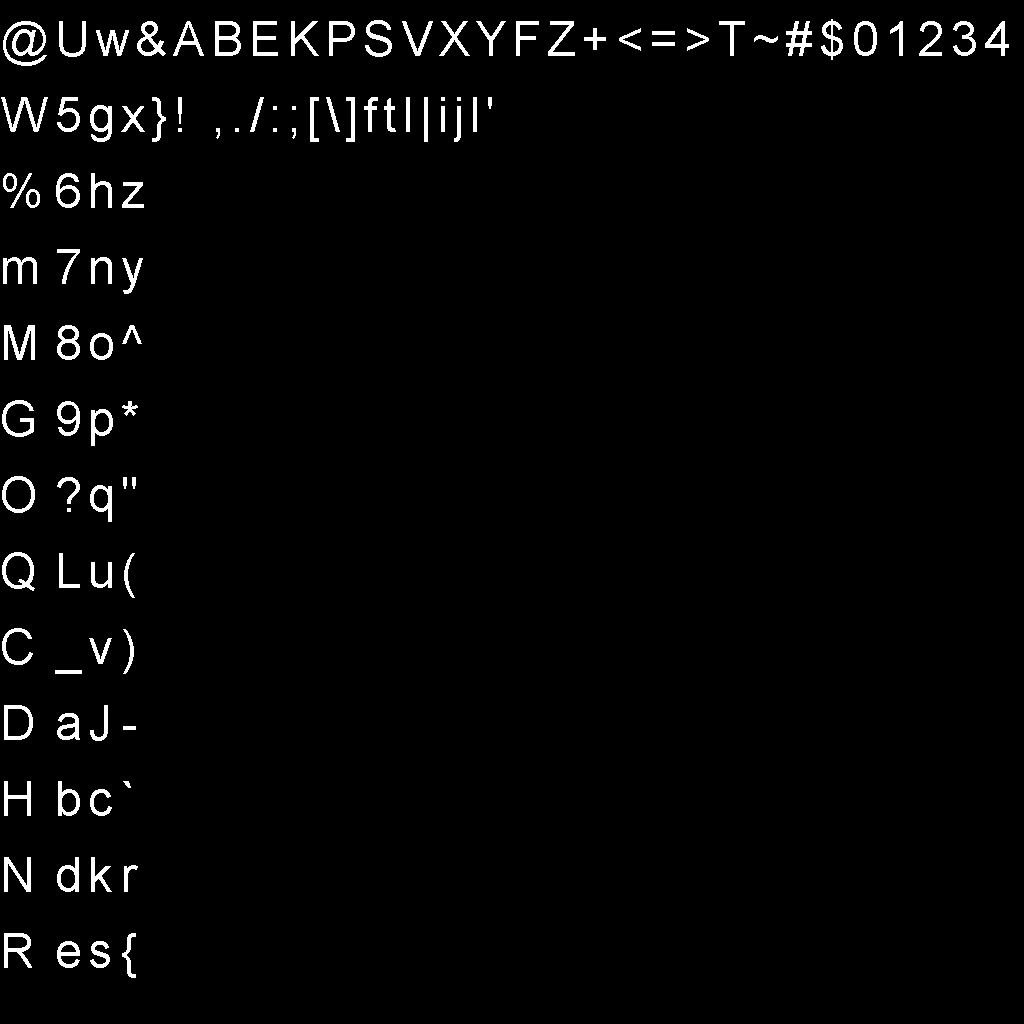 @Uw&ABEKPSVXYFZ+<=>T~#$01234
W5gx}! ,./:;[\]ftI|ijl'
% 6hz
m 7ny
M 8o^
G 9p*
O ?q"
Q Lu(
C _v)
D aJ-
H bc`
N dkr
R es{